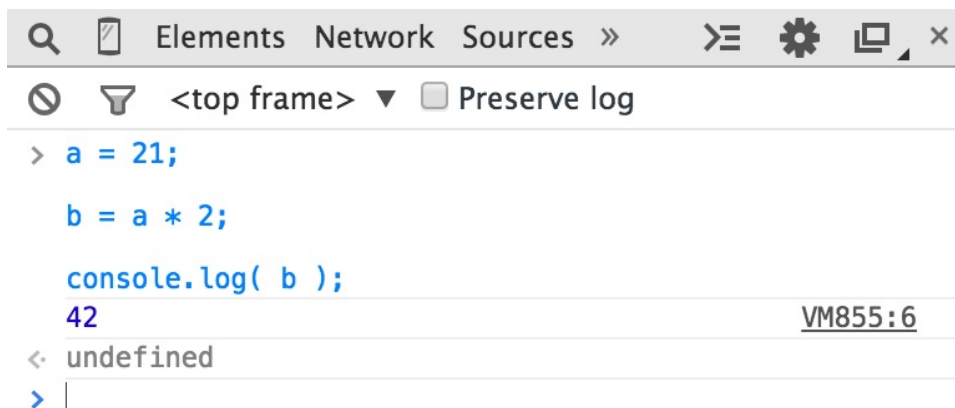 Elements Network Sources »
<top frame> ▼ Preserve log
> a = 21;
b = a * 2;
console.log( b );
42 VM855:6
undefined
>